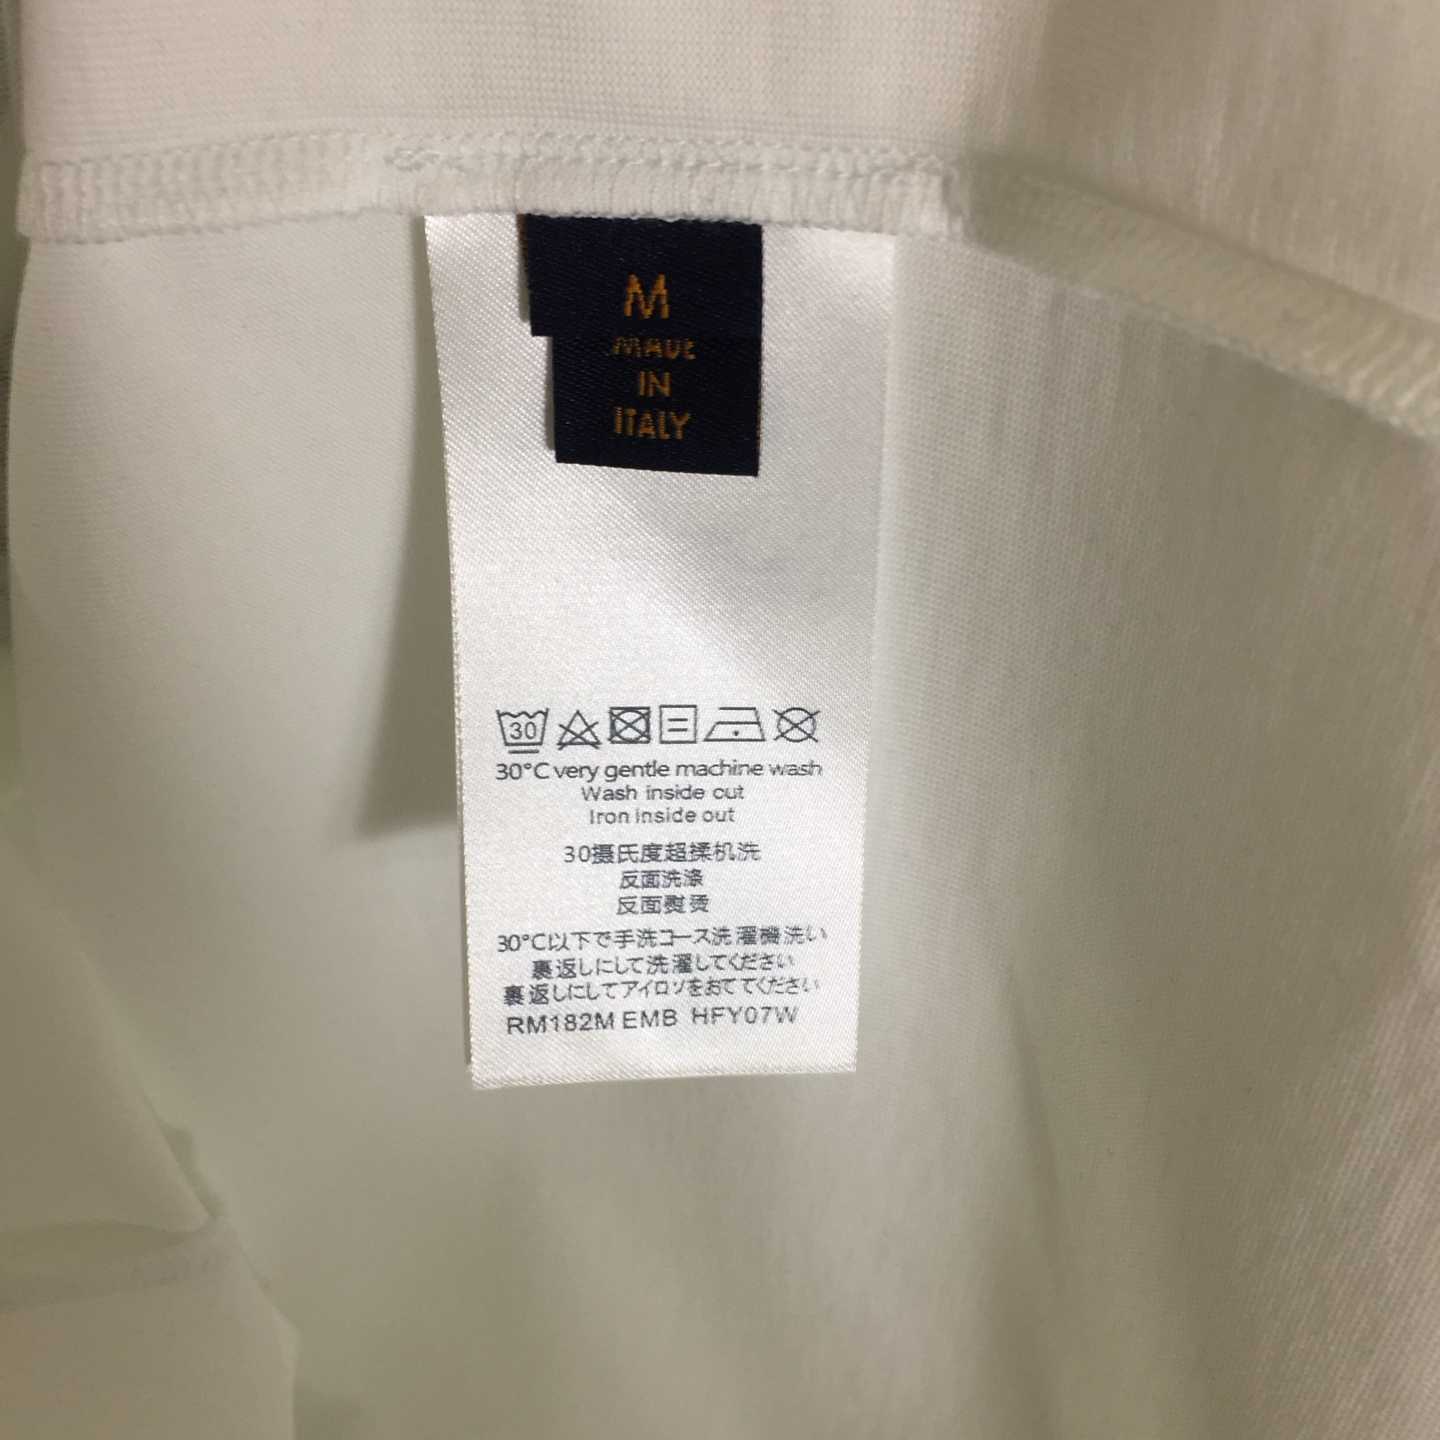 M
MADE
IN
ITALY
30
30°C very gentle machine wash
Wash inside out
Iron inside out
30摄氏度超揉机洗
反面洗涤
反面熨烫
30°C以下で手洗コース洗濯機洗い
裏返しにして洗濯してください
裏返しにしてアイロソをおててください
RM182M EMB HFY07W